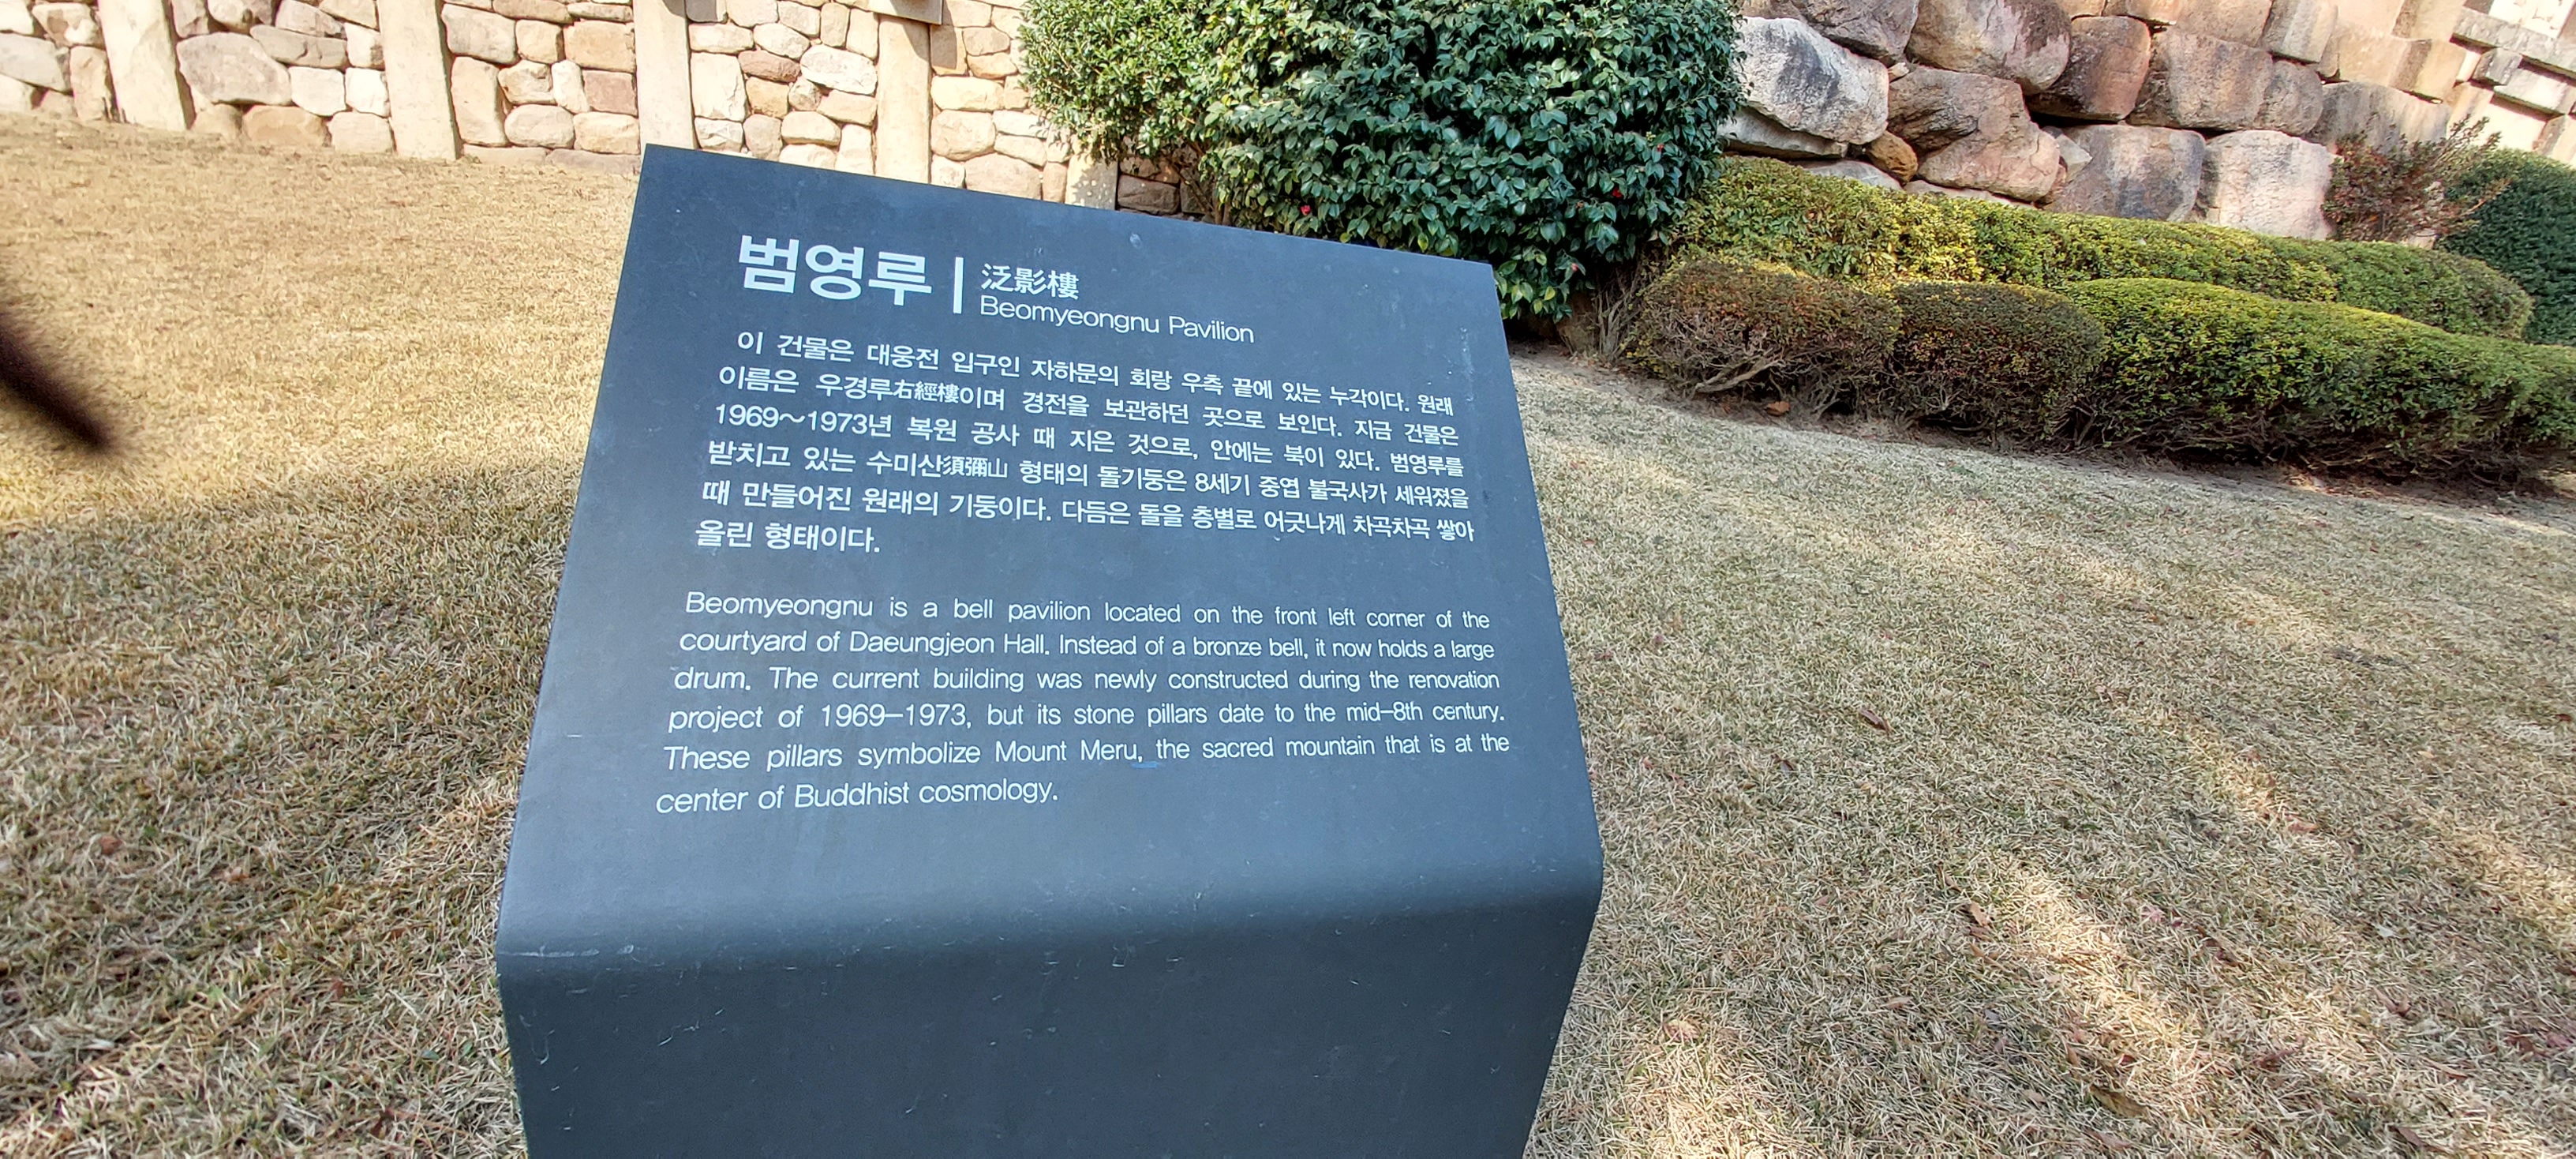 범영루 泛影樓
Beomyeongnu Pavilion
이 건물은 대웅전 입구인 자하문의 회랑 우측 끝에 있는 누각이다. 원래
이름은 우경루右經樓이며 경전을 보관하던 곳으로 보인다. 지금 건물은
1969~1973년 복원 공사 때 지은 것으로, 안에는 북이 있다. 범영루를
받치고 있는 수미산須彌山 형태의 돌기둥은 8세기 중엽 불국사가 세워졌을
때 만들어진 원래의 기둥이다. 다듬은 돌을 층별로 어긋나게 차곡차곡 쌓아
올린 형태이다.
Beomyeongnu is a bell pavilion located on the front left corner of the
courtyard of Daeungjeon Hall. Instead of a bronze bell, it now holds a large
drum. The current building was newly constructed during the renovation
project of 1969–1973, but its stone pillars date to the mid-8th century.
These pillars symbolize Mount Meru, the sacred mountain that is at the
center of Buddhist cosmology.